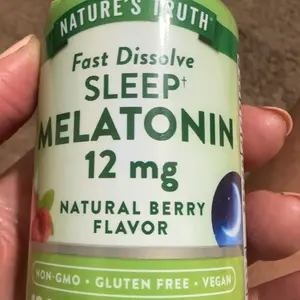 NATURE'S TRUTH®
Fast Dissolve
SLEEP†
MELATONIN
12 mg
NATURAL BERRY
FLAVOR
NON-GMO • GLUTEN FREE • VEGAN